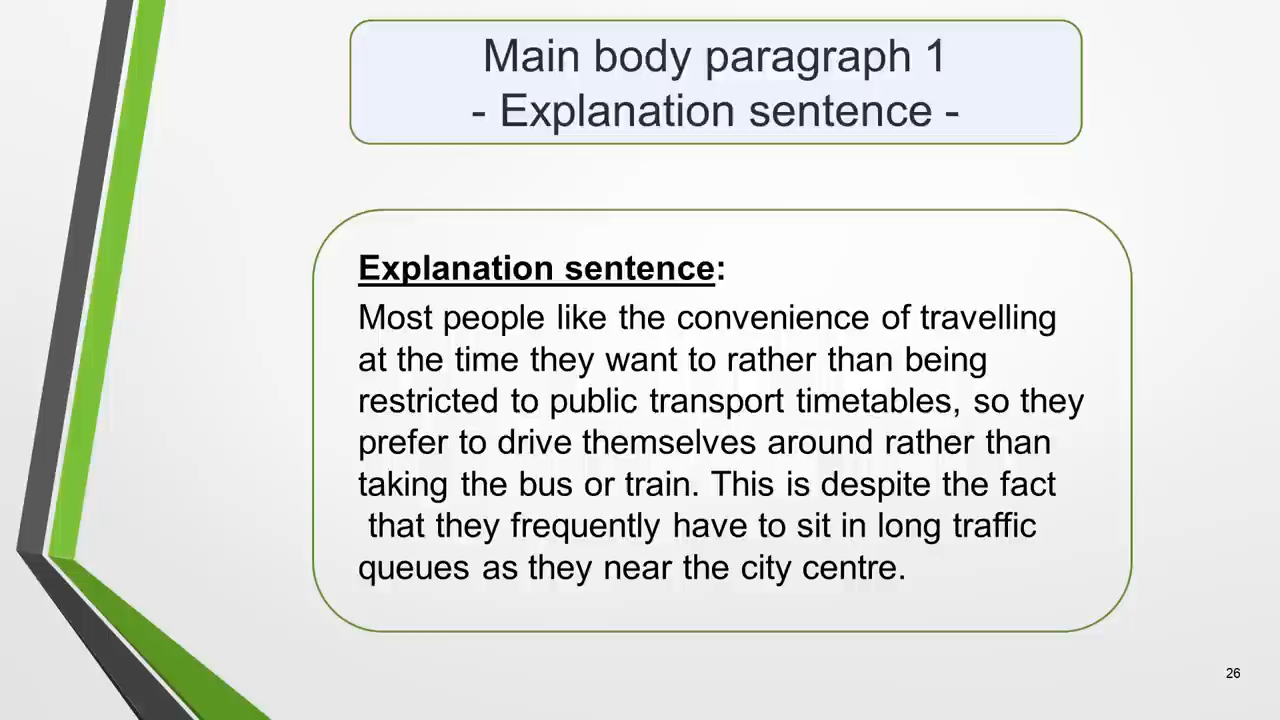 Main body paragraph 1
- Explanation sentence -
Explanation sentence:
Most people like the convenience of travelling
at the time they want to rather than being
restricted to public transport timetables, so they
prefer to drive themselves around rather than
taking the bus or train. This is despite the fact
that they frequently have to sit in long traffic
queues as they near the city centre.
26